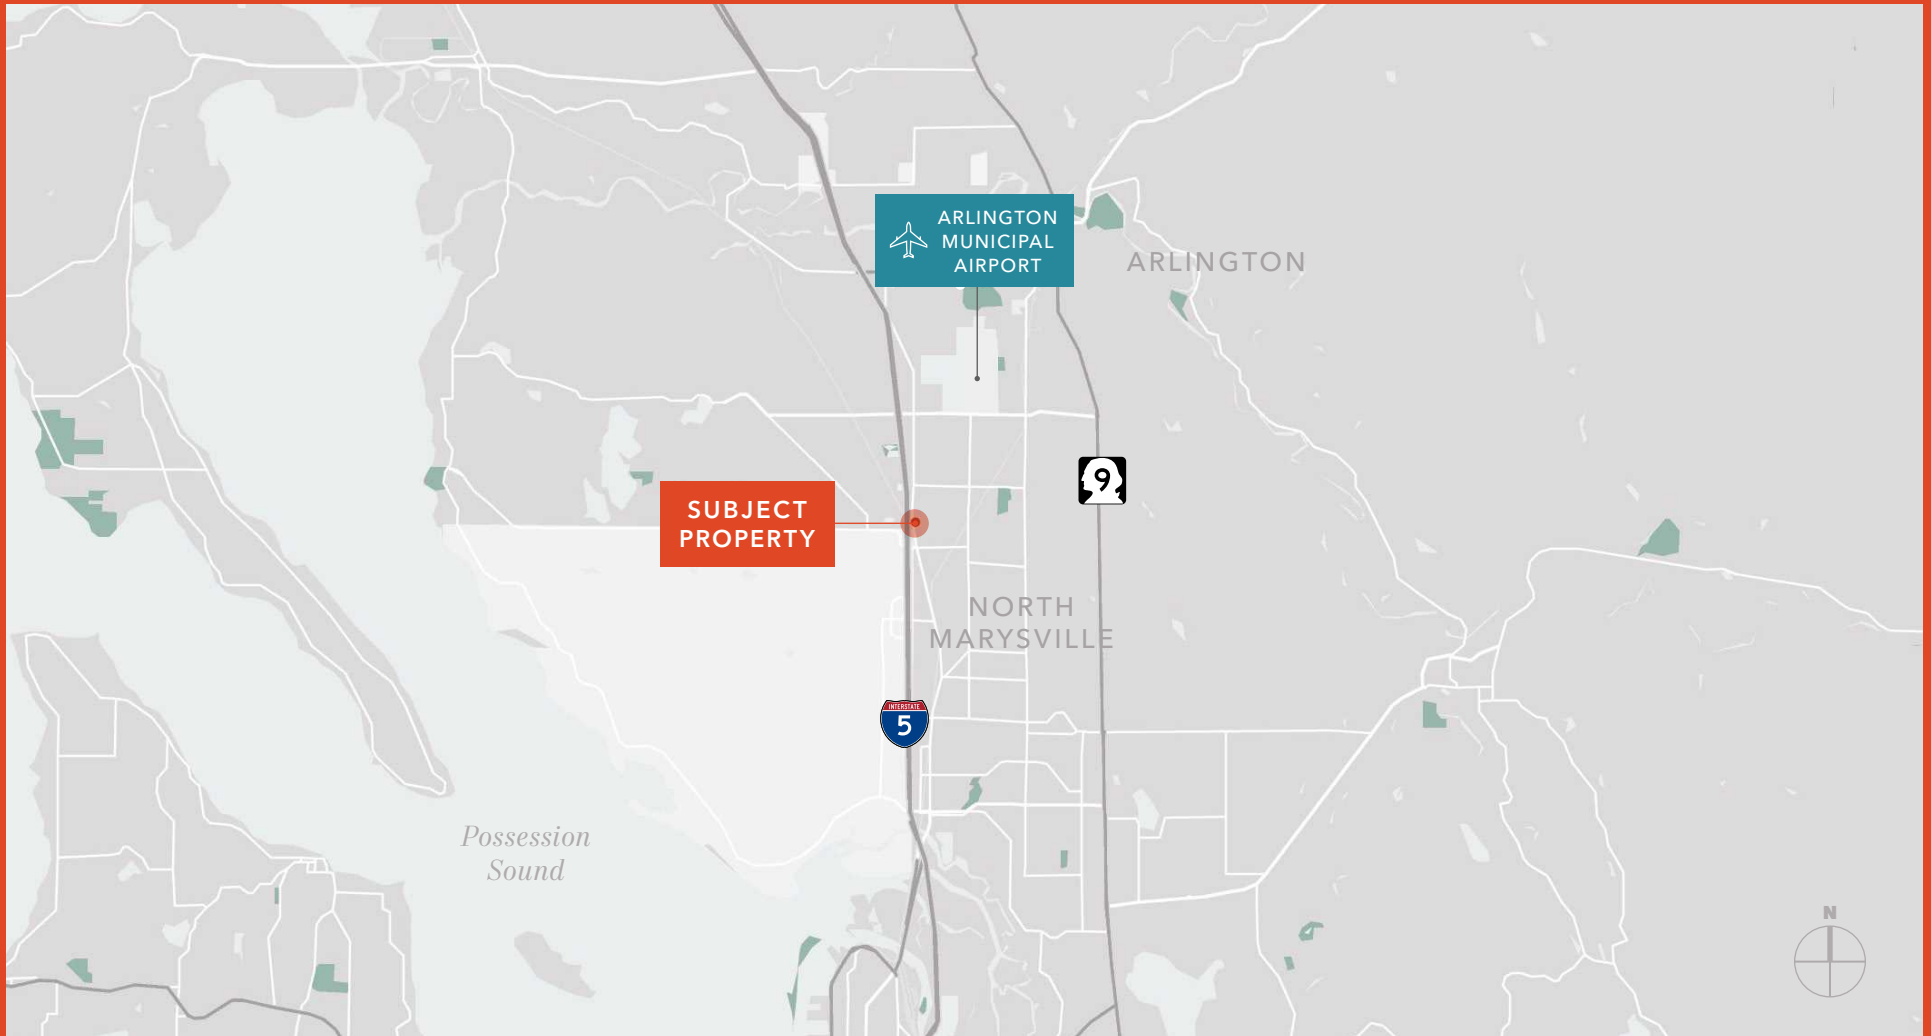 ARLINGTON
MUNICIPAL
AIRPORT
ARLINGTON
9
SUBJECT
PROPERTY
NORTH
MARYSVILLE
INTERSTATE
5
Possession
Sound
N